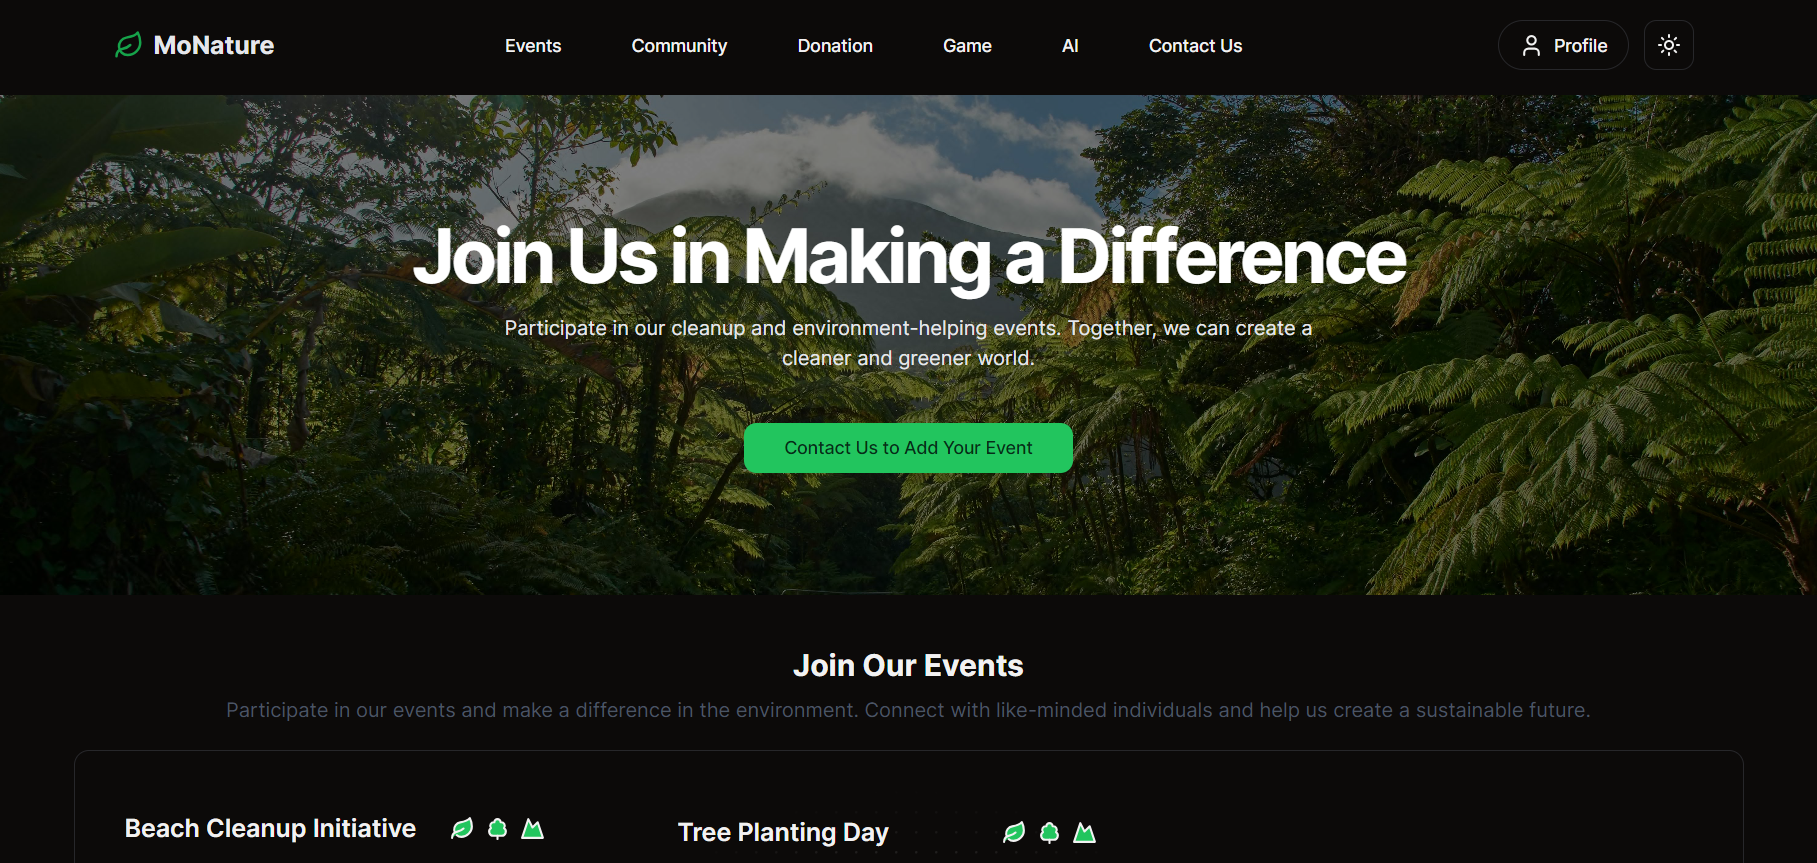 MoNature
Events
Community
Donation
Game
AI
Contact Us
Profile
Join Us in Making a Difference
Participate in our cleanup and environment-helping events. Together, we can create a
cleaner and greener world.
Contact Us to Add Your Event
Join Our Events
Participate in our events and make a difference in the environment. Connect with like-minded individuals and help us create a sustainable future.
Beach Cleanup Initiative
Tree Planting Day